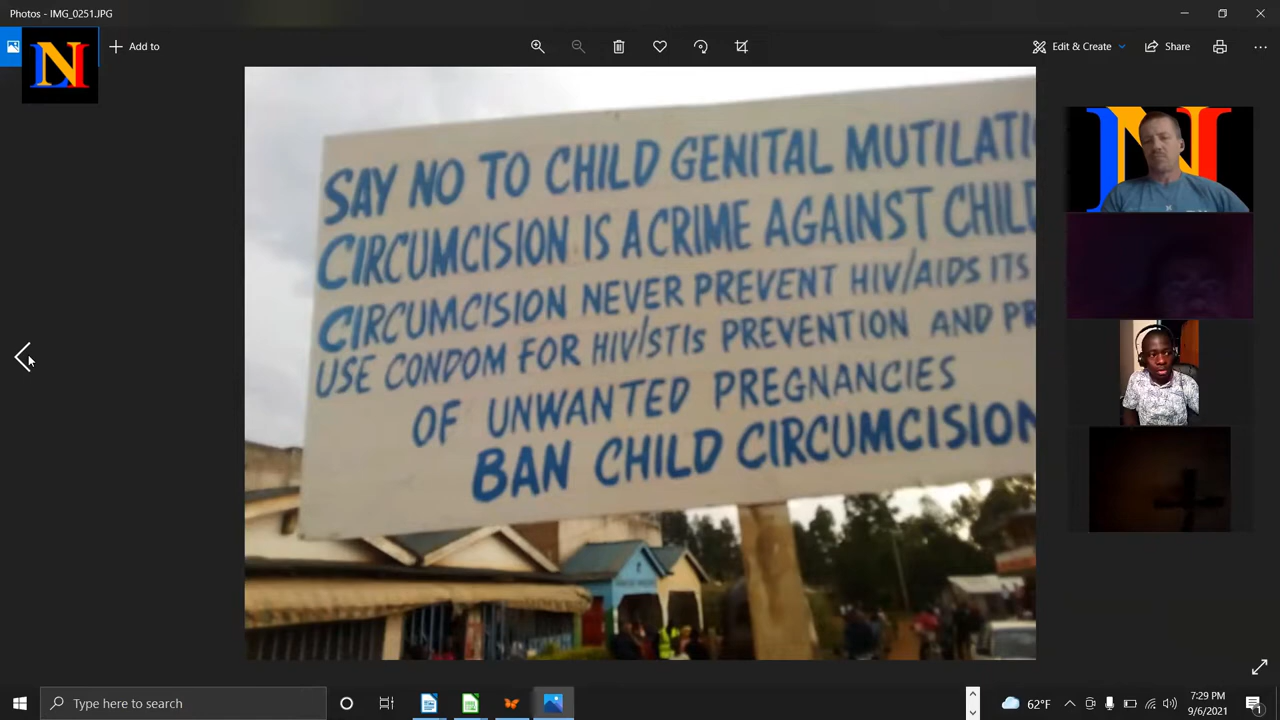 Photos - IMG_0251.JPG
Add to
Edit & Create
Share
SAY NO TO CHILD GENITAL
CIRCUMCISION IS A CRIME AGAINST
CIRCUMCISION NEVER PREVENT HIV/AIDS ITS
USE CONDOM FOR HIV/STIs PREVENTION AND
OF UNWANTED PREGNANCIES
BAN CHILD CIRCUMCISION
Type here to search
62°F
7:29 PM
9/6/2021